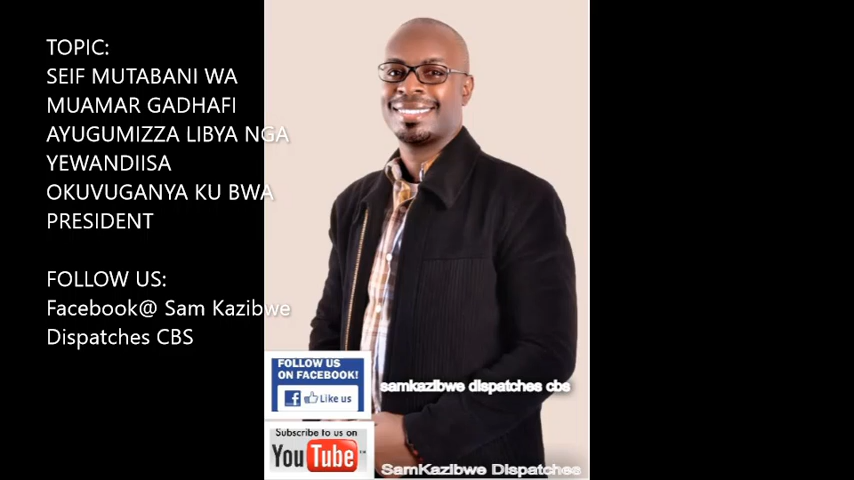 TOPIC:
SEIF MUTABANI WA
MUAMAR GADHAFI
AYUGUMIZZA LIBYA NGA
YEWANDIISA
OKUVUGANYA KU BWA
PRESIDENT
FOLLOW US:
Facebook@ Sam Kazibwe
Dispatches CBS
FOLLOW US
ON FACEBOOK!
f Like us
samkazibwe dispatches cbs
Subscribe to us on
YouTube
SamKazibwe Dispatches